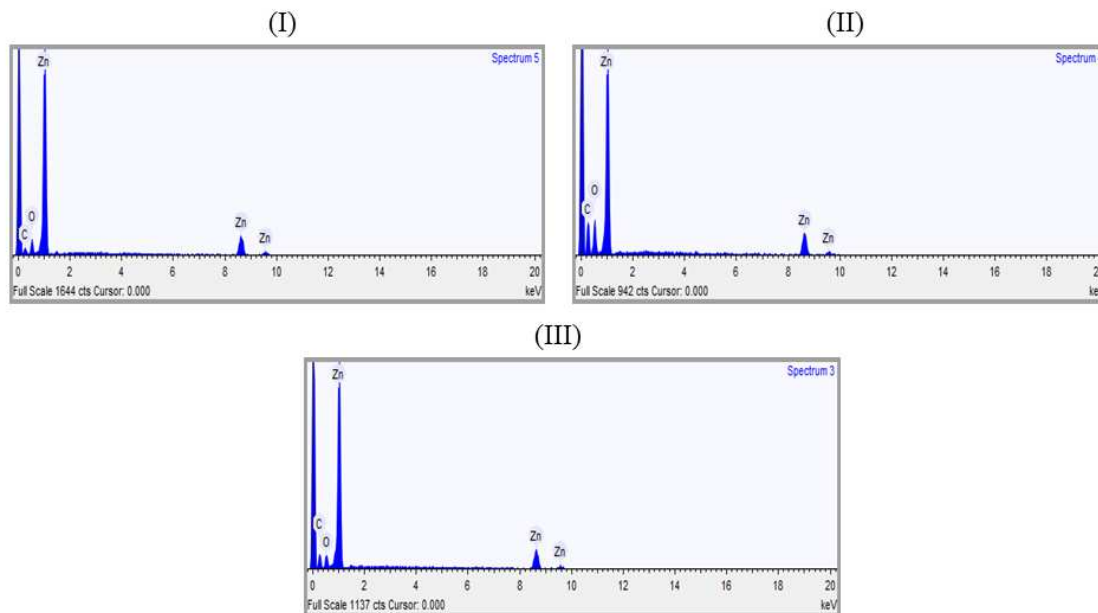 (I)
Spectrum 5
Zn
O
C
Zn
Zn
0 2 4 6 8 10 12 14 16 18 20
Full Scale 1644 cts Cursor: 0.000 keV
(II)
Spectrum
Zn
O
C
Zn
Zn
0 2 4 6 8 10 12 14 16 18 20
Full Scale 942 cts Cursor: 0.000 ke
(III)
Spectrum 3
Zn
C
O
Zn
Zn
0 2 4 6 8 10 12 14 16 18 20
Full Scale 1137 cts Cursor: 0.000 keV